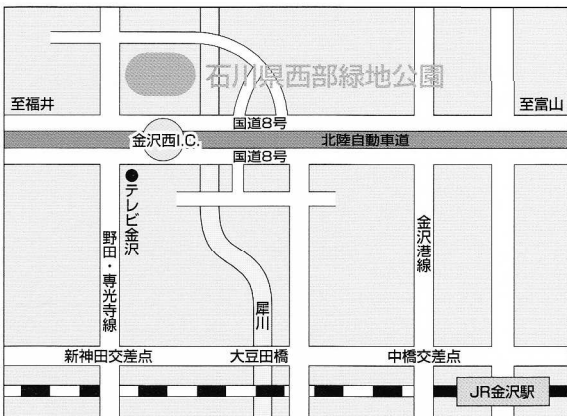 石川県西部緑地公園
至福井
至富山
国道8号
金沢西I.C.
北陸自動車道
国道8号
テレビ金沢
野田・専光寺線
金沢港線
犀川
新神田交差点
大豆田橋
中橋交差点
JR金沢駅